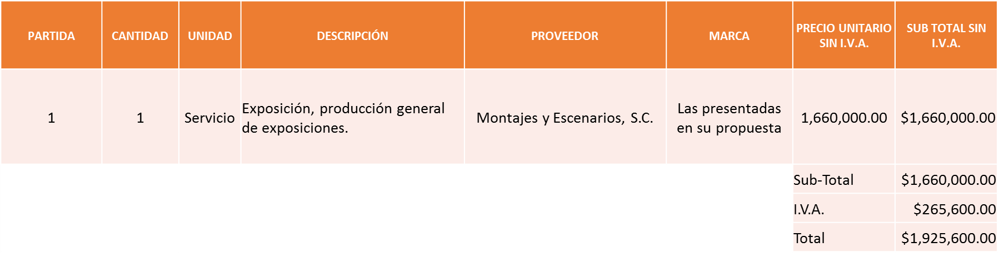 PARTIDA
CANTIDAD
UNIDAD
DESCRIPCIÓN
PROVEEDOR
MARCA
PRECIO UNITARIO
SIN I.V.A.
SUB TOTAL SIN
I.V.A.
1
1
Servicio
Exposición, producción general
de exposiciones.
Montajes y Escenarios, S.C.
Las presentadas
en su propuesta
1,660,000.00
$1,660,000.00
Sub-Total
$1,660,000.00
I.V.A.
$265,600.00
Total
$1,925,600.00